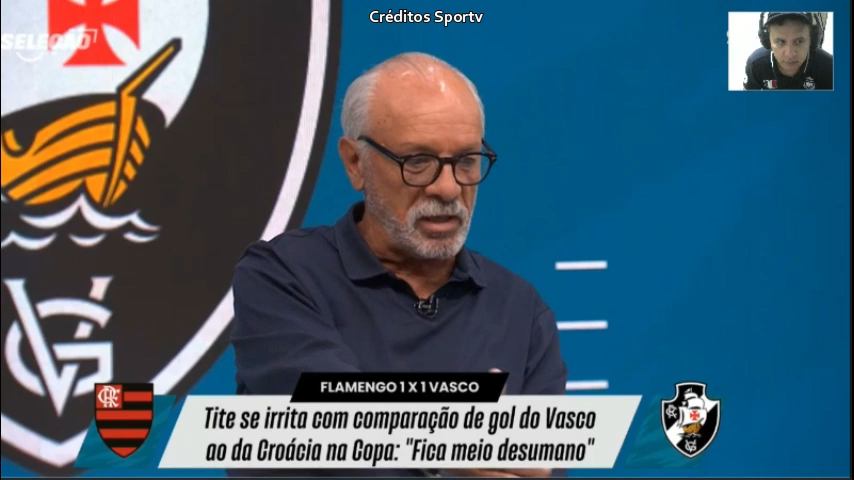 Créditos Sportv
SELEÇÃO
FLAMENGO 1 X 1 VASCO
Tite se irrita com comparação de gol do Vasco
ao da Croácia na Copa: "Fica meio desumano"